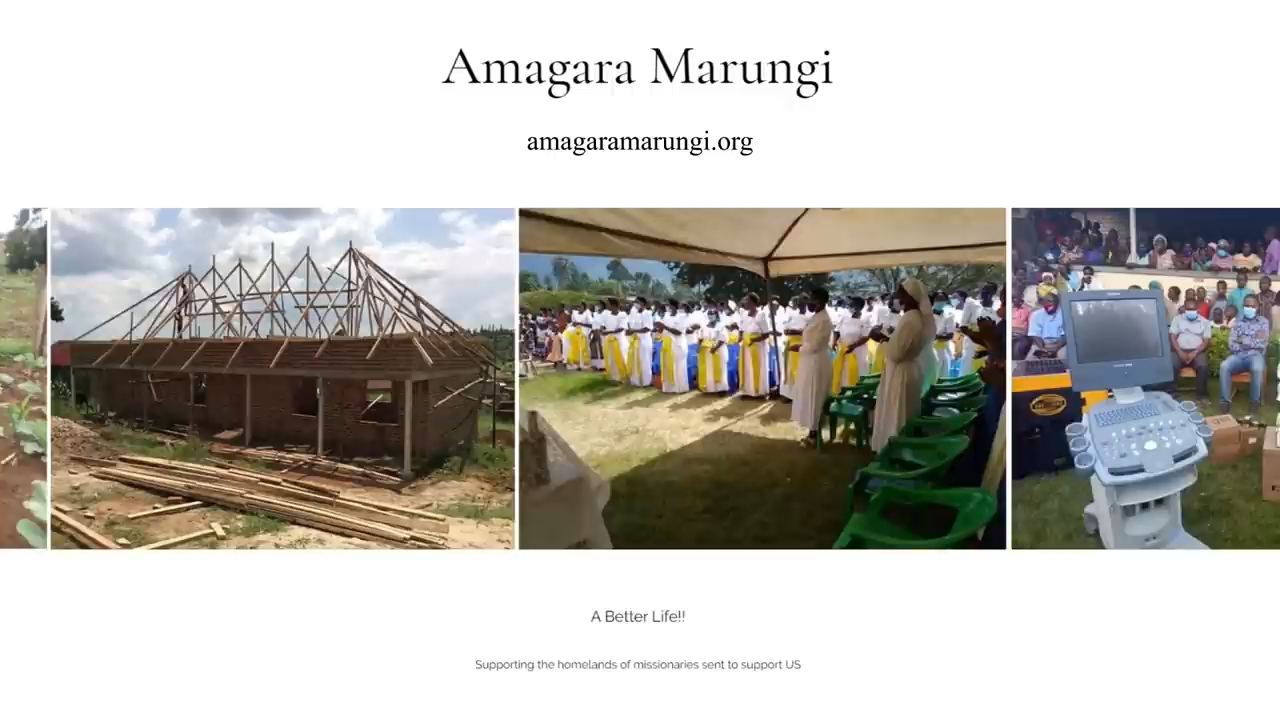 Amagara Marungi
amagaramarungi.org
A Better Life!!
Supporting the homelands of missionaries sent to support US